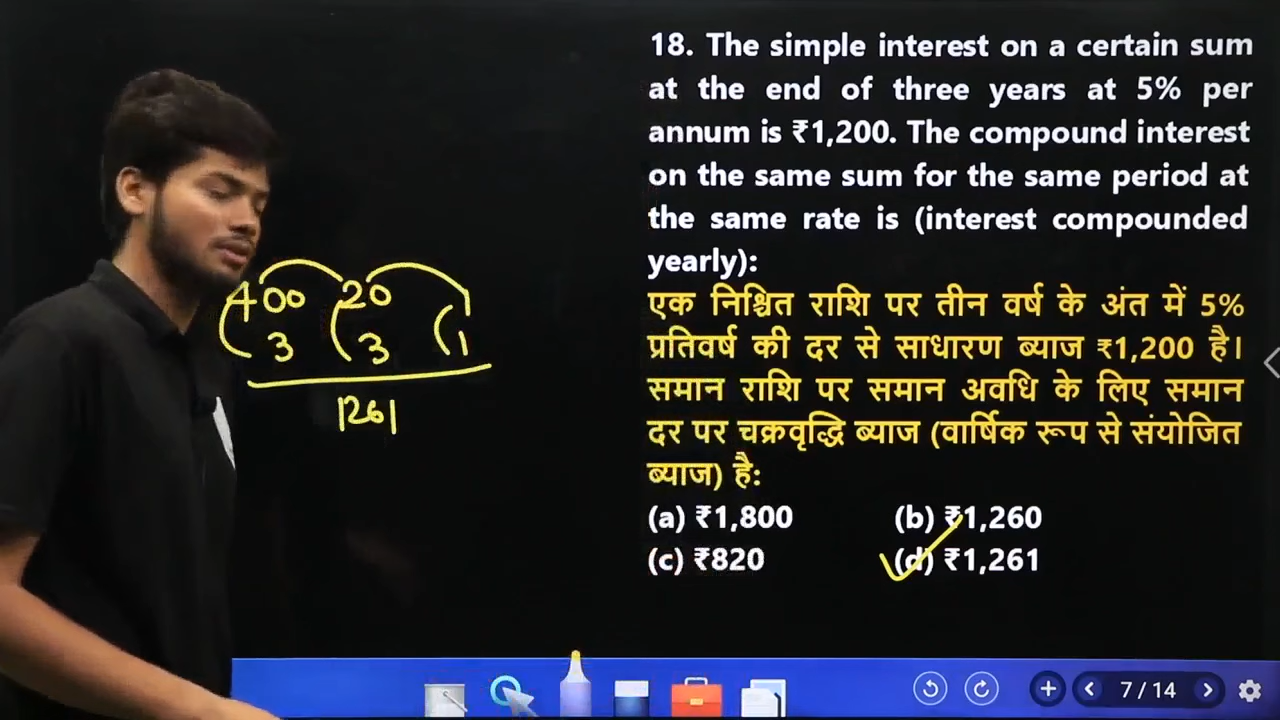 18. The simple interest on a certain sum
at the end of three years at 5% per
annum is ₹1,200. The compound interest
on the same sum for the same period at
the same rate is (interest compounded
yearly):
एक निश्चित राशि पर तीन वर्ष के अंत में 5%
प्रतिवर्ष की दर से साधारण ब्याज ₹1,200 है।
समान राशि पर समान अवधि के लिए समान
दर पर चक्रवृद्धि ब्याज (वार्षिक रूप से संयोजित
ब्याज) है:
(a) ₹1,800 (b) ₹1,260
(c) ₹820 (d) ₹1,261
400 20 1
3 3 1
1261
7 / 14